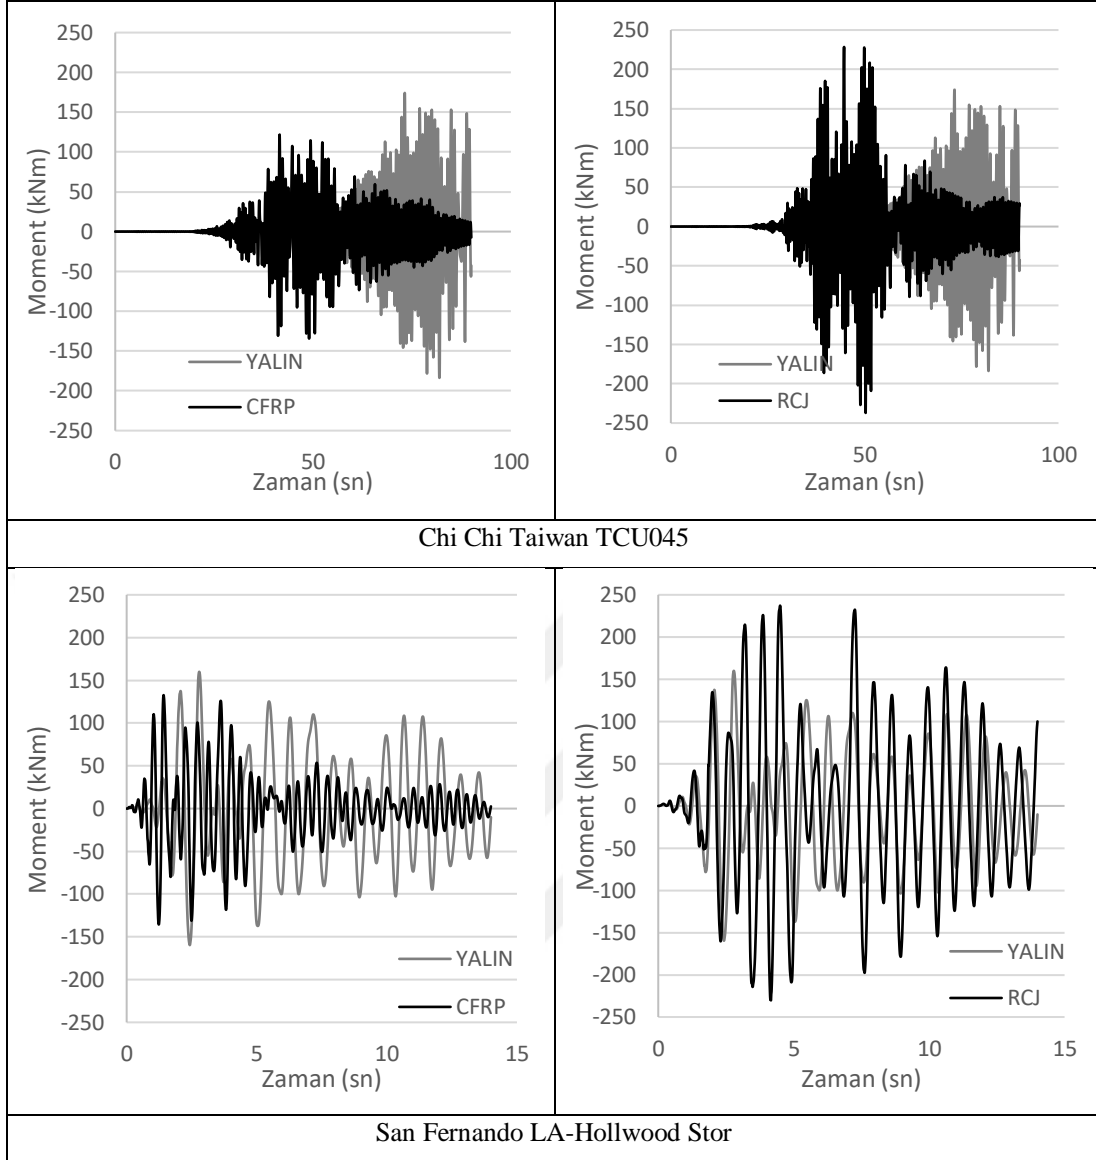 250
200
150
100
50
0
-50
-100
-150
-200
-250
Moment (kNm)
YALIN
CFRP
0 50 100
Zaman (sn)
250
200
150
100
50
0
-50
-100
-150
-200
-250
Moment (kNm)
YALIN
RCJ
0 50 100
Zaman (sn)
Chi Chi Taiwan TCU045
250
200
150
100
50
0
-50
-100
-150
-200
-250
Moment (kNm)
YALIN
CFRP
0 5 10 15
Zaman (sn)
250
200
150
100
50
0
-50
-100
-150
-200
-250
Moment (kNm)
YALIN
RCJ
0 5 10 15
Zaman (sn)
San Fernando LA-Hollwood Stor